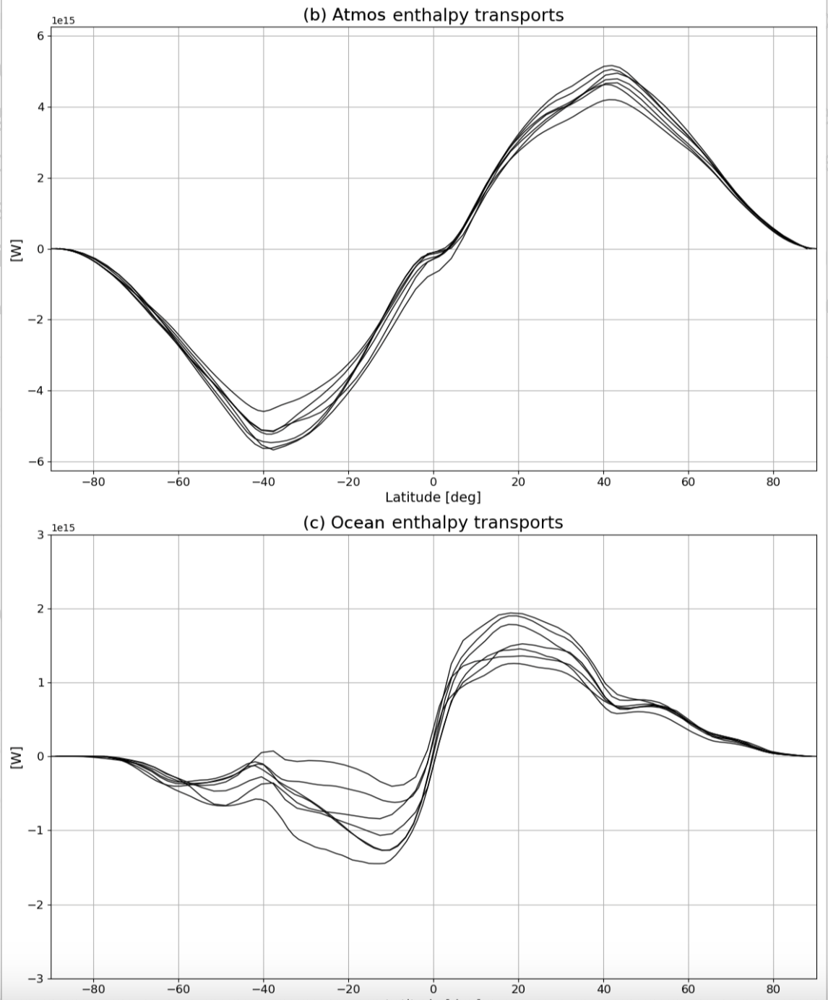 (b) Atmos enthalpy transports
1e15
6
4
2
0
−2
−4
−6
[W]
−80 −60 −40 −20 0 20 40 60 80
Latitude [deg]
(c) Ocean enthalpy transports
1e15
3
2
1
0
−1
−2
−3
[W]
−80 −60 −40 −20 0 20 40 60 80